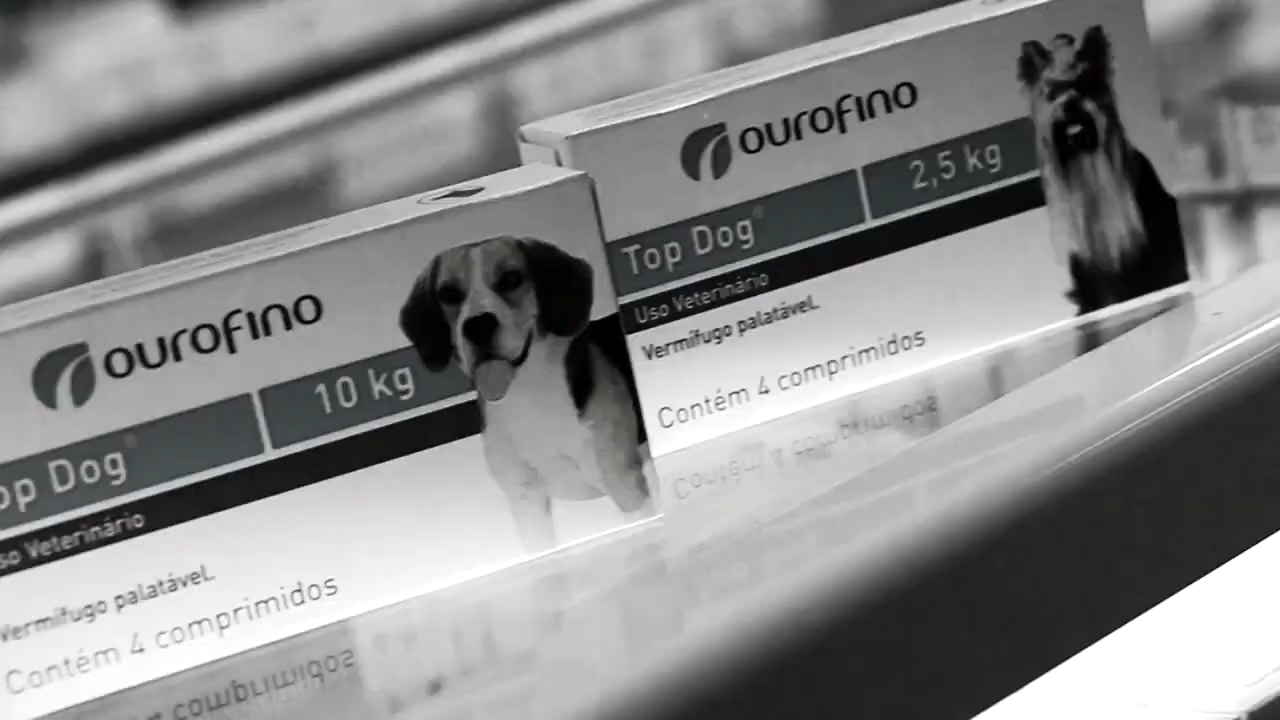 ourofino
10 kg
op Dog
so Veterinário
Vermífugo palatável.
Contém 4 comprimidos
ourofino
2,5 kg
Top Dog®
Uso Veterinário
Vermífugo palatável.
Contém 4 comprimidos